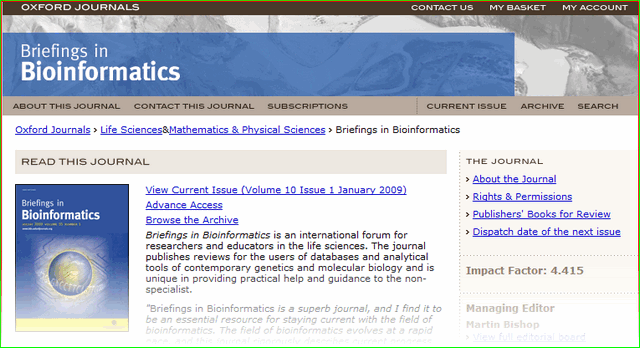 OXFORD JOURNALS
CONTACT US MY BASKET MY ACCOUNT
Briefings in
Bioinformatics
ABOUT THIS JOURNAL CONTACT THIS JOURNAL SUBSCRIPTIONS CURRENT ISSUE ARCHIVE SEARCH
Oxford Journals > Life Sciences&Mathematics & Physical Sciences > Briefings in Bioinformatics
READ THIS JOURNAL
Briefings in
Bioinformatics
View Current Issue (Volume 10 Issue 1 January 2009)
Advance Access
Browse the Archive
Briefings in Bioinformatics is an international forum for
researchers and educators in the life sciences. The journal
publishes reviews for the users of databases and analytical
tools of contemporary genetics and molecular biology and is
unique in providing practical help and guidance to the non-
specialist.
"Briefings in Bioinformatics is a superb journal, and I find it to
be an essential resource for staying current with the field of
bioinformatics. The field of bioinformatics evolves at a rapid
THE JOURNAL
> About the Journal
> Rights & Permissions
> Publishers' Books for Review
> Dispatch date of the next issue
Impact Factor: 4.415
Managing Editor
Martin Bishop
> View full editorial board